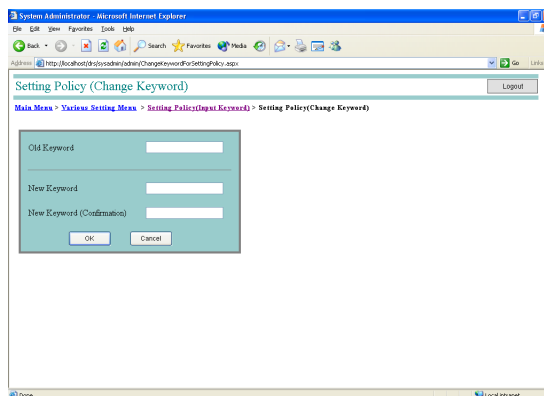 System Administrator - Microsoft Internet Explorer
File Edit View Favorites Tools Help
Back Search Favorites Media
Address http://localhost/drs/sysadmin/admin/ChangeKeywordForSettingPolicy.aspx Go Links
Setting Policy (Change Keyword) Logout
Main Menu > Various Setting Menu > Setting Policy(Input Keyword) > Setting Policy(Change Keyword)
Old Keyword
New Keyword
New Keyword (Confirmation)
OK Cancel
Done Local intranet